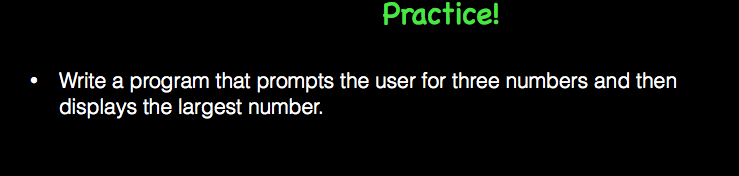 Practice!
• Write a program that prompts the user for three numbers and then
displays the largest number.